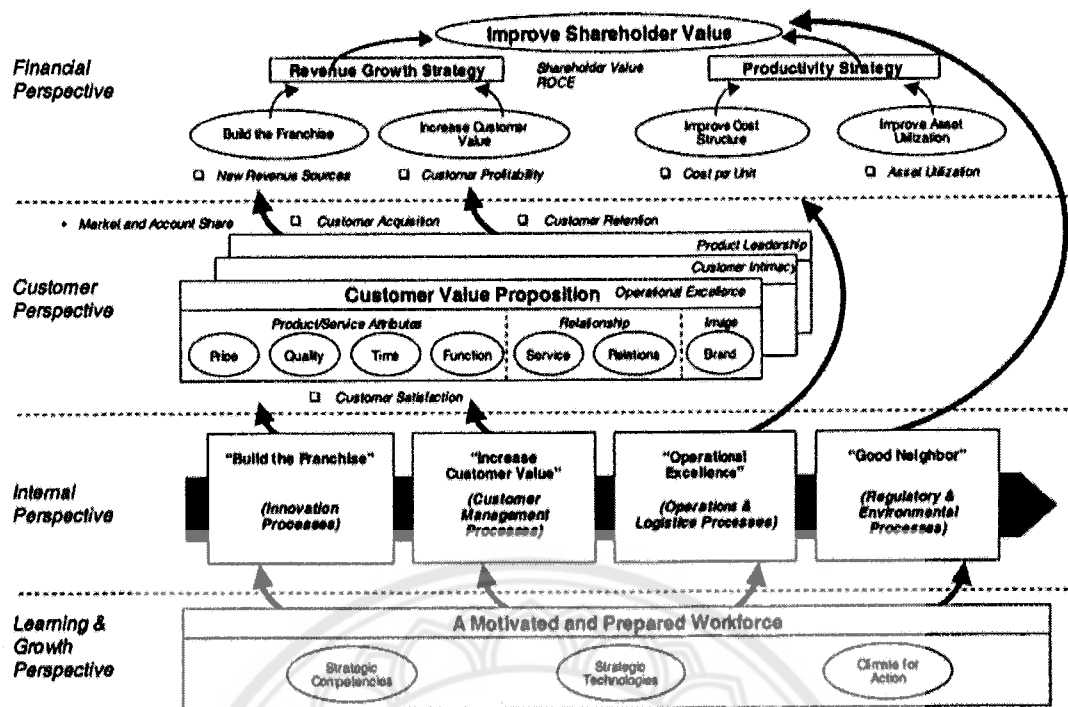 Improve Shareholder Value
Financial
Perspective
Revenue Growth Strategy
Shareholder Value
ROCE
Productivity Strategy
Build the Franchise
Increase Customer
Value
Improve Cost
Structure
Improve Asset
Utilization
❑ New Revenue Sources
❑ Customer Profitability
❑ Cost per Unit
❑ Asset Utilization
• Market and Account Share
❑ Customer Acquisition
❑ Customer Retention
Product Leadership
Customer Intimacy
Customer
Perspective
Customer Value Proposition
Operational Excellence
Product/Service Attributes
Relationship
Image
Price
Quality
Time
Function
Service
Relations
Brand
❑ Customer Satisfaction
Internal
Perspective
"Build the Franchise"
(Innovation
Processes)
"Increase
Customer Value"
(Customer
Management
Processes)
"Operational
Excellence"
(Operations &
Logistics Processes)
"Good Neighbor"
(Regulatory &
Environmental
Processes)
Learning &
Growth
Perspective
A Motivated and Prepared Workforce
Strategic
Competencies
Strategic
Technologies
Climate for
Action